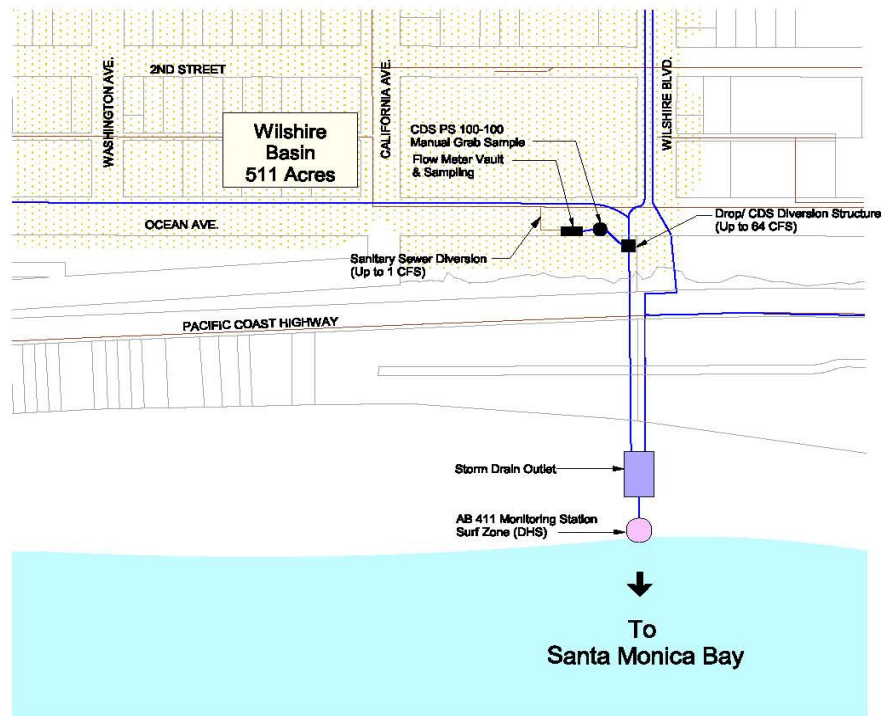 2ND STREET
WASHINGTON AVE.
CALIFORNIA AVE.
WILSHIRE BLVD.
Wilshire
Basin
511 Acres
CDS PS 100-100
Manual Grab Sample
Flow Meter Vault
& Sampling
OCEAN AVE.
Drop/ CDS Diversion Structure
(Up to 64 CFS)
Sanitary Sewer Diversion
(Up to 1 CFS)
PACIFIC COAST HIGHWAY
Storm Drain Outlet
AB 411 Monitoring Station
Surf Zone (DHS)
To
Santa Monica Bay